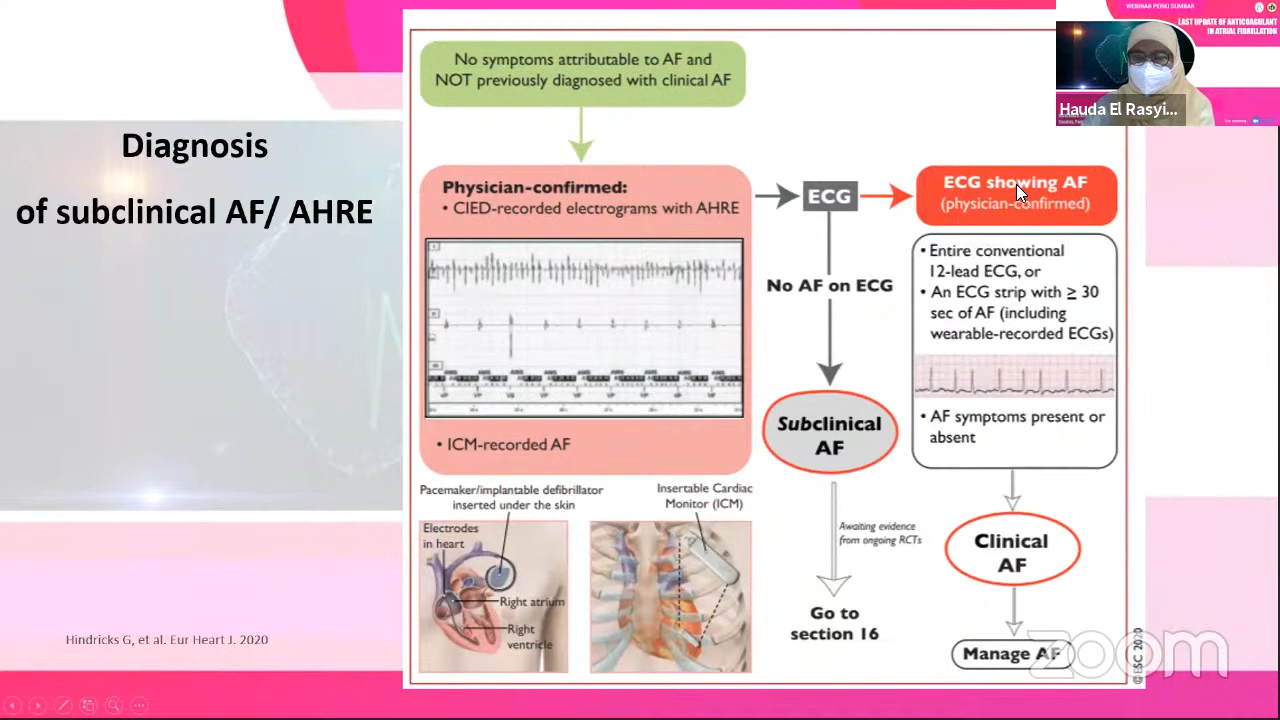 WEBINAR PERKI SUMBAR
LAST UPDATE OF ANTICOAGULANT
IN ATRIAL FIBRILLATION
Hauda El Rasyi...
Diagnosis
of subclinical AF/ AHRE
No symptoms attributable to AF and
NOT previously diagnosed with clinical AF
Physician-confirmed:
• CIED-recorded electrograms with AHRE
• ICM-recorded AF
ECG
No AF on ECG
Subclinical
AF
Awaiting evidence
from ongoing RCTs
Go to
section 16
ECG showing AF
(physician-confirmed)
• Entire conventional
12-lead ECG, or
• An ECG strip with ≥ 30
sec of AF (including
wearable-recorded ECGs)
• AF symptoms present or
absent
Clinical
AF
Manage AF
Pacemaker/implantable defibrillator
inserted under the skin
Electrodes
in heart
Right atrium
Right
ventricle
Insertable Cardiac
Monitor (ICM)
Hindricks G, et al. Eur Heart J. 2020
zoom
©ESC 2020